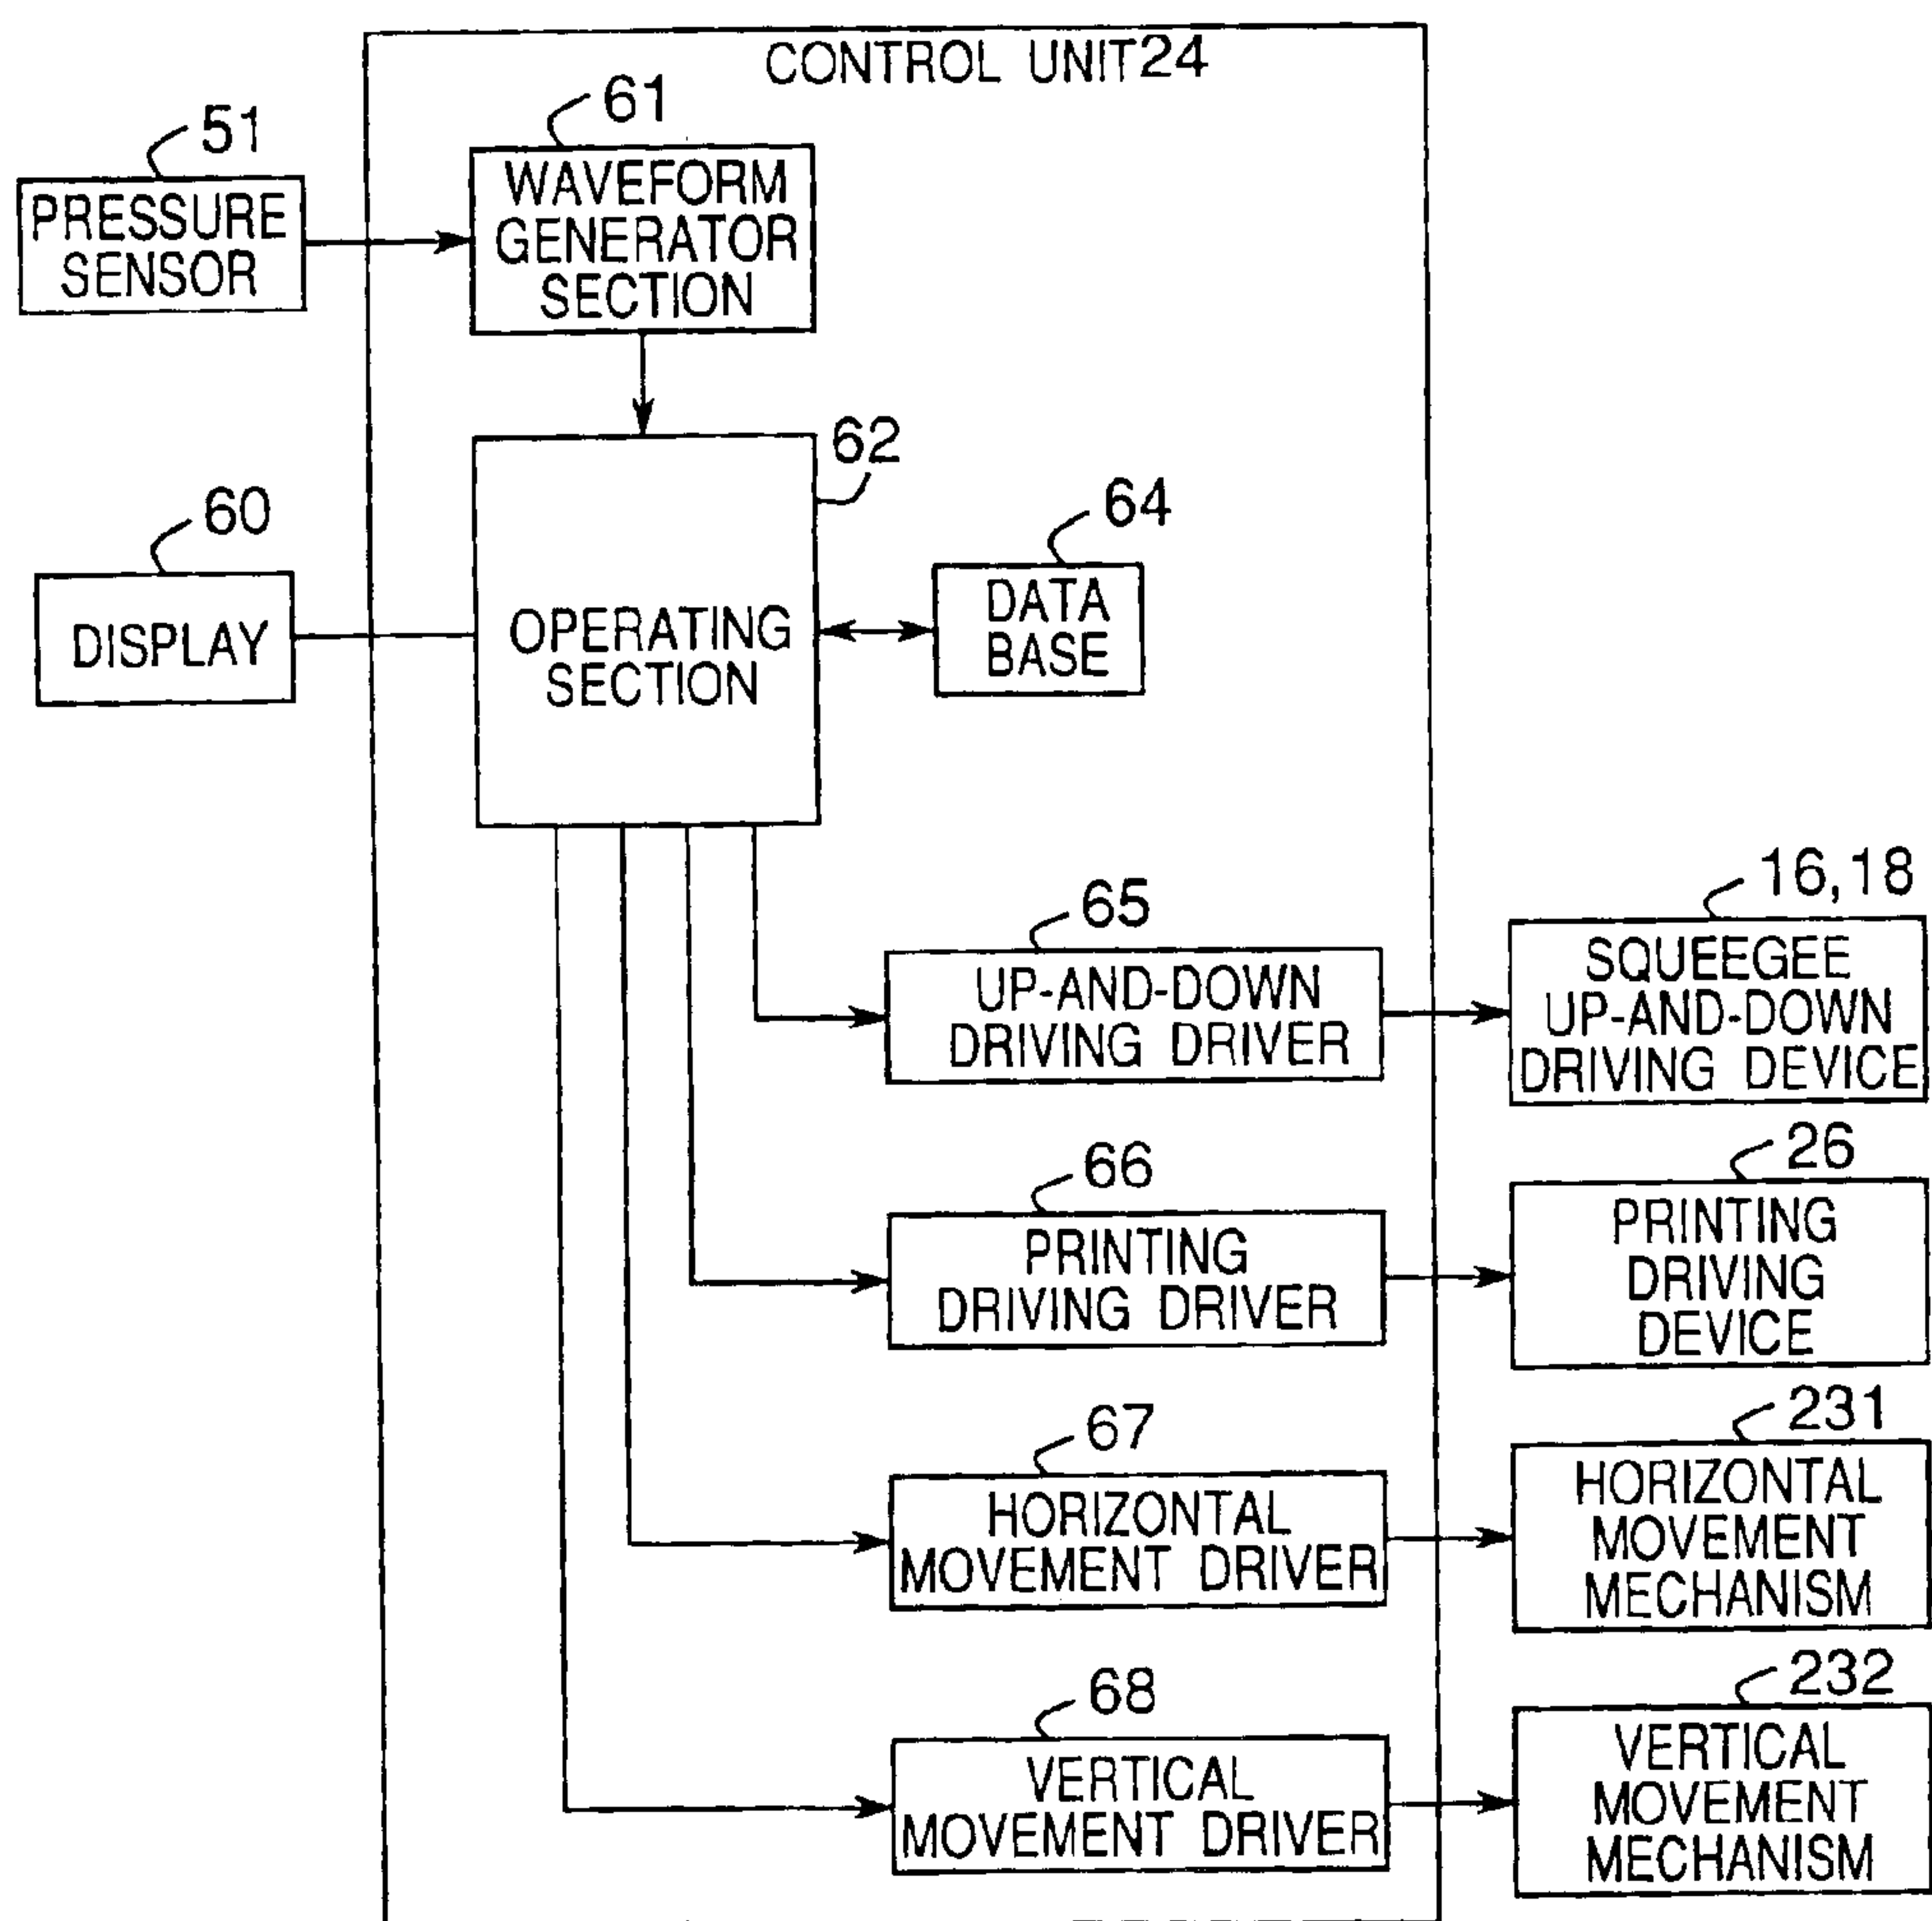 CONTROL UNIT24
61
51
WAVEFORM
GENERATOR
SECTION
PRESSURE
SENSOR
62
60
64
DISPLAY
OPERATING
SECTION
DATA
BASE
65
16,18
UP-AND-DOWN
DRIVING DRIVER
SQUEEGEE
UP-AND-DOWN
DRIVING DEVICE
66
26
PRINTING
DRIVING DRIVER
PRINTING
DRIVING
DEVICE
67
231
HORIZONTAL
MOVEMENT DRIVER
HORIZONTAL
MOVEMENT
MECHANISM
68
232
VERTICAL
MOVEMENT DRIVER
VERTICAL
MOVEMENT
MECHANISM